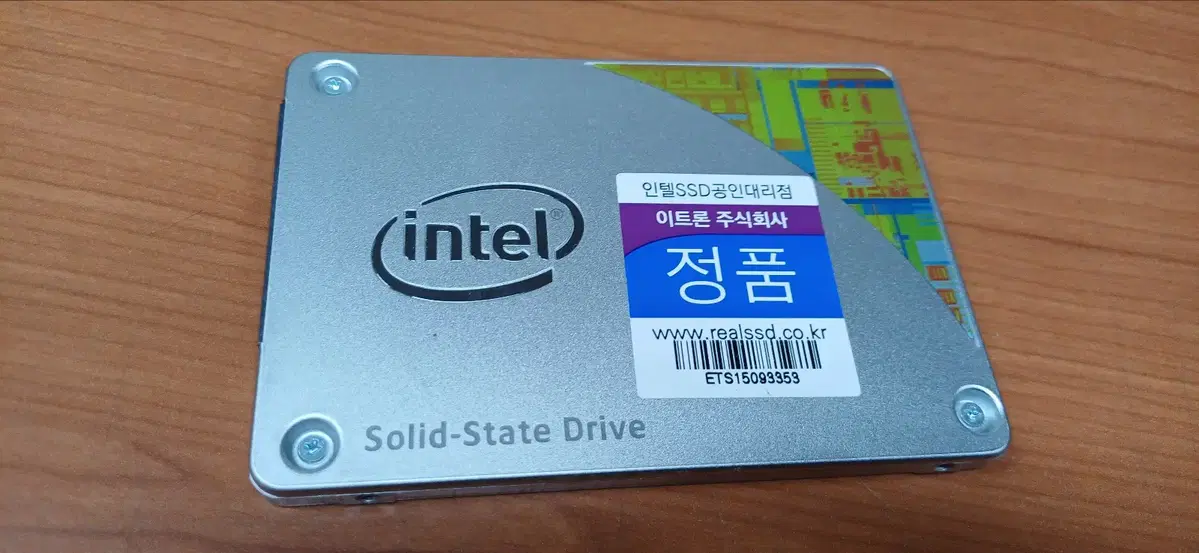 intel®
인텔SSD공인대리점
이트론 주식회사
정품
www.realssd.co.kr
ETS15093353
Solid-State Drive